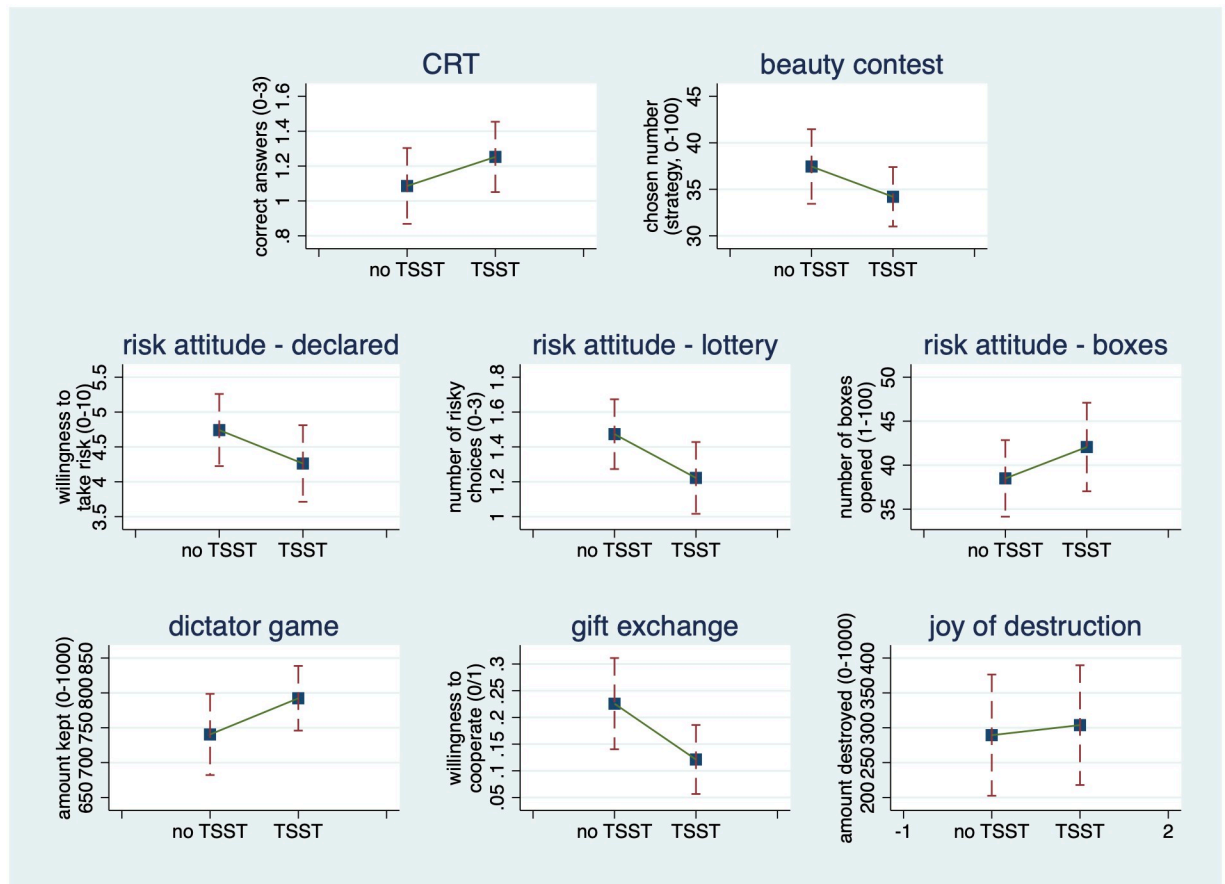 CRT
correct answers (0-3)
.8 1 1.2 1.4 1.6
no TSST TSST
beauty contest
chosen number
(strategy, 0-100)
30 35 40 45
no TSST TSST
risk attitude - declared
willingness to
take risk (0-10)
3.5 4 4.5 5 5.5
no TSST TSST
risk attitude - lottery
number of risky
choices (0-3)
1 1.2 1.4 1.6 1.8
no TSST TSST
risk attitude - boxes
number of boxes
opened (1-100)
35 40 45 50
no TSST TSST
dictator game
amount kept (0-1000)
650 700 750 800 850
no TSST TSST
gift exchange
willingness to
cooperate (0/1)
.05 .1 .15 .2 .25 .3
no TSST TSST
joy of destruction
amount destroyed (0-1000)
200 250 300 350 400
-1 no TSST TSST 2